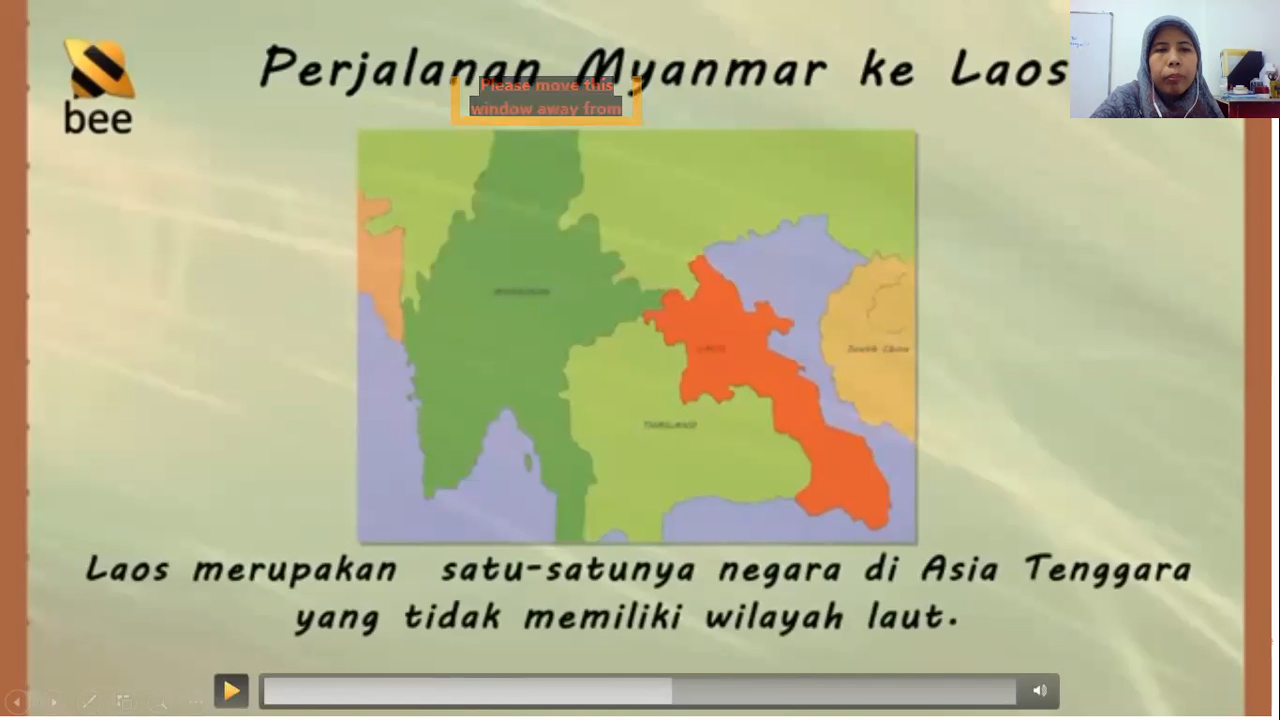 bee
Perjalanan Myanmar ke Laos
Please move this
window away from
THAILAND
Laos merupakan satu-satunya negara di Asia Tenggara
yang tidak memiliki wilayah laut.